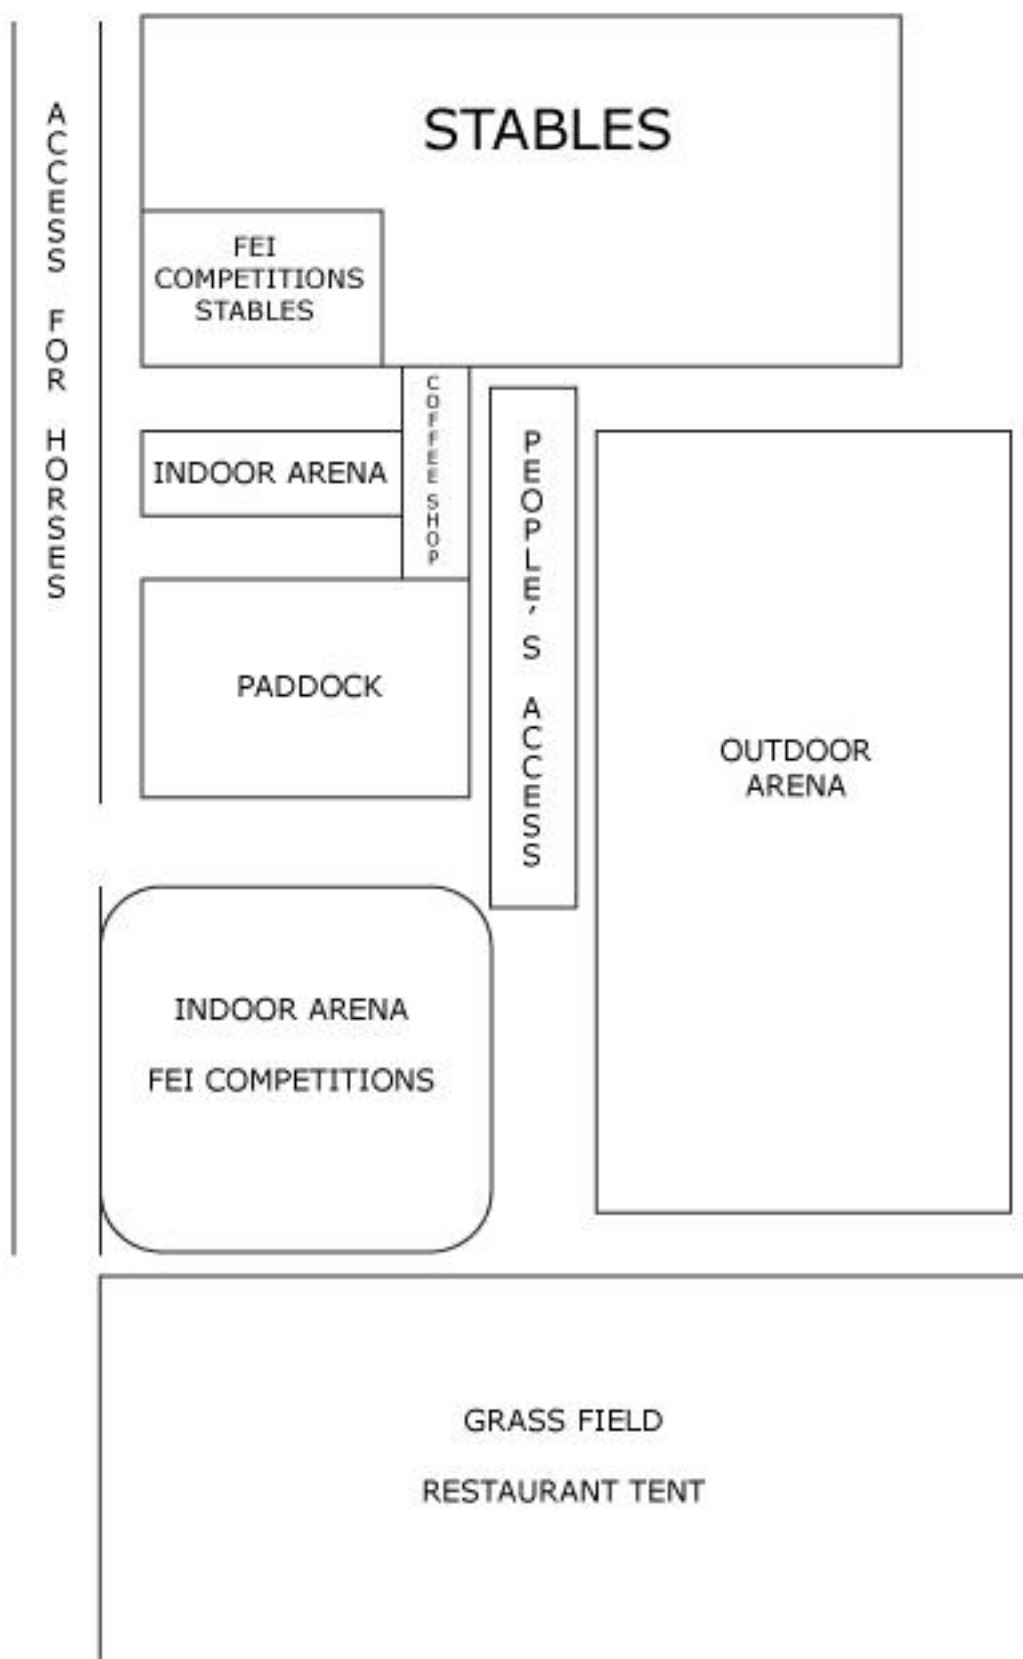 ACCESS FOR HORSES
STABLES
FEI
COMPETITIONS
STABLES
COFFEE SHOP
INDOOR ARENA
PEOPLE'S ACCESS
PADDOCK
OUTDOOR
ARENA
INDOOR ARENA
FEI COMPETITIONS
GRASS FIELD
RESTAURANT TENT